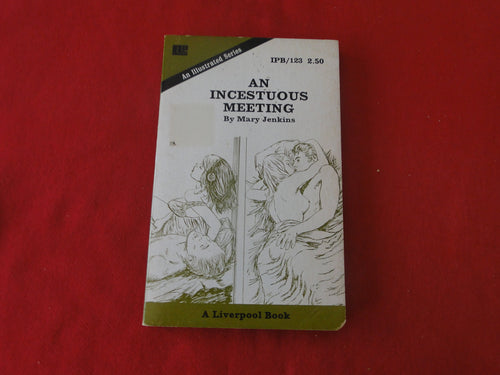 An Illustrated Series
IPB/123 2.50
AN
INCESTUOUS
MEETING
By Mary Jenkins
A Liverpool Book